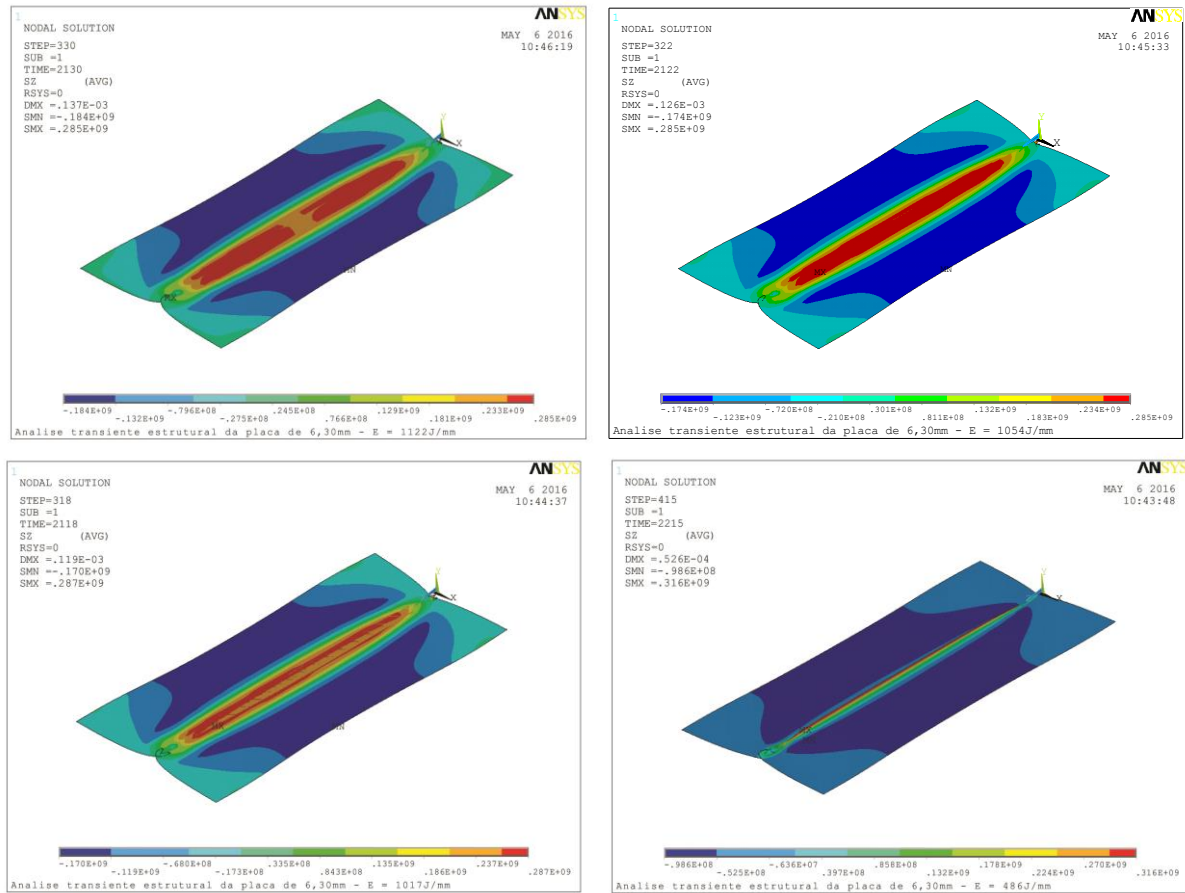 1
ANSYS
NODAL SOLUTION
MAY 6 2016
10:46:19
STEP=330
SUB =1
TIME=2130
SZ (AVG)
RSYS=0
DMX =.137E-03
SMN =-.184E+09
SMX =.285E+09
Y
X
MN
MX
-.184E+09 -.796E+08 .245E+08 .129E+09 .233E+09
-.132E+09 -.275E+08 .766E+08 .181E+09 .285E+09
Analise transiente estrutural da placa de 6,30mm - E = 1122J/mm
1
ANSYS
NODAL SOLUTION
MAY 6 2016
10:45:33
STEP=322
SUB =1
TIME=2122
SZ (AVG)
RSYS=0
DMX =.126E-03
SMN =-.174E+09
SMX =.285E+09
Y
X
MX
MN
-.174E+09 -.720E+08 .301E+08 .132E+09 .234E+09
-.123E+09 -.210E+08 .811E+08 .183E+09 .285E+09
Analise transiente estrutural da placa de 6,30mm - E = 1054J/mm
1
ANSYS
NODAL SOLUTION
MAY 6 2016
10:44:37
STEP=318
SUB =1
TIME=2118
SZ (AVG)
RSYS=0
DMX =.119E-03
SMN =-.170E+09
SMX =.287E+09
Y
X
MX
MN
-.170E+09 -.680E+08 .335E+08 .135E+09 .237E+09
-.119E+09 -.173E+08 .843E+08 .186E+09 .287E+09
Analise transiente estrutural da placa de 6,30mm - E = 1017J/mm
1
ANSYS
NODAL SOLUTION
MAY 6 2016
10:43:48
STEP=415
SUB =1
TIME=2215
SZ (AVG)
RSYS=0
DMX =.526E-04
SMN =-.986E+08
SMX =.316E+09
Y
X
MX
-.986E+08 -.636E+07 .858E+08 .178E+09 .270E+09
-.525E+08 .397E+08 .132E+09 .224E+09 .316E+09
Analise transiente estrutural da placa de 6,30mm - E = 486J/mm